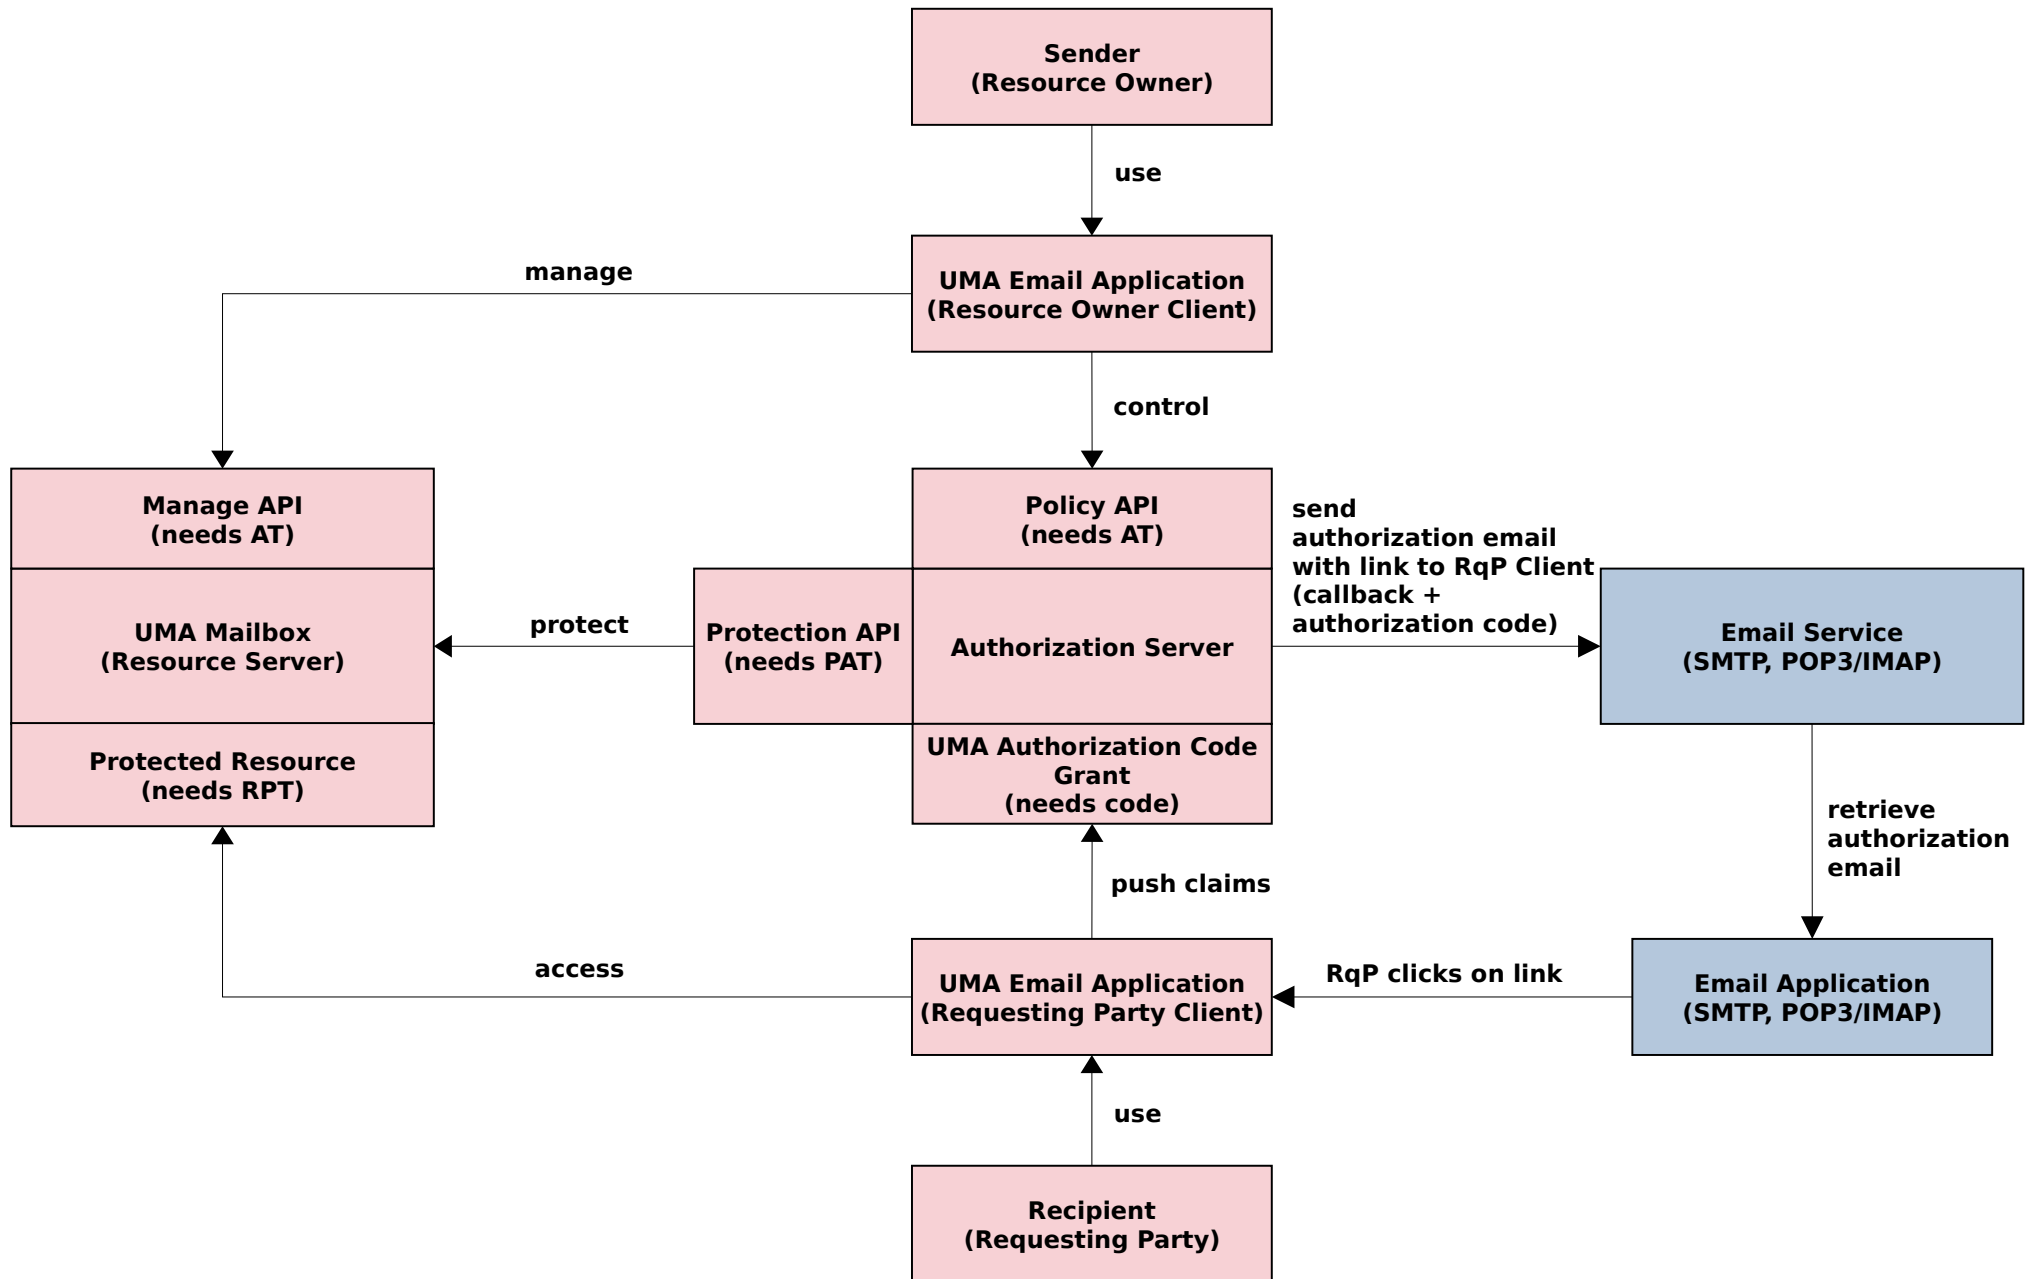 Sender
(Resource Owner)
use
manage
UMA Email Application
(Resource Owner Client)
control
Manage API
(needs AT)
Policy API
(needs AT)
send
authorization email
with link to RqP Client
(callback +
authorization code)
UMA Mailbox
(Resource Server)
protect
Protection API
(needs PAT)
Authorization Server
Email Service
(SMTP, POP3/IMAP)
Protected Resource
(needs RPT)
UMA Authorization Code
Grant
(needs code)
retrieve
authorization
email
push claims
access
UMA Email Application
(Requesting Party Client)
RqP clicks on link
Email Application
(SMTP, POP3/IMAP)
use
Recipient
(Requesting Party)